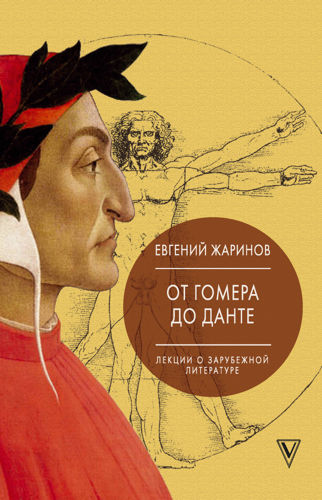 ЕВГЕНИЙ ЖАРИНОВ
ОТ ГОМЕРА
ДО ДАНТЕ
ЛЕКЦИИ О ЗАРУБЕЖНОЙ
ЛИТЕРАТУРЕ